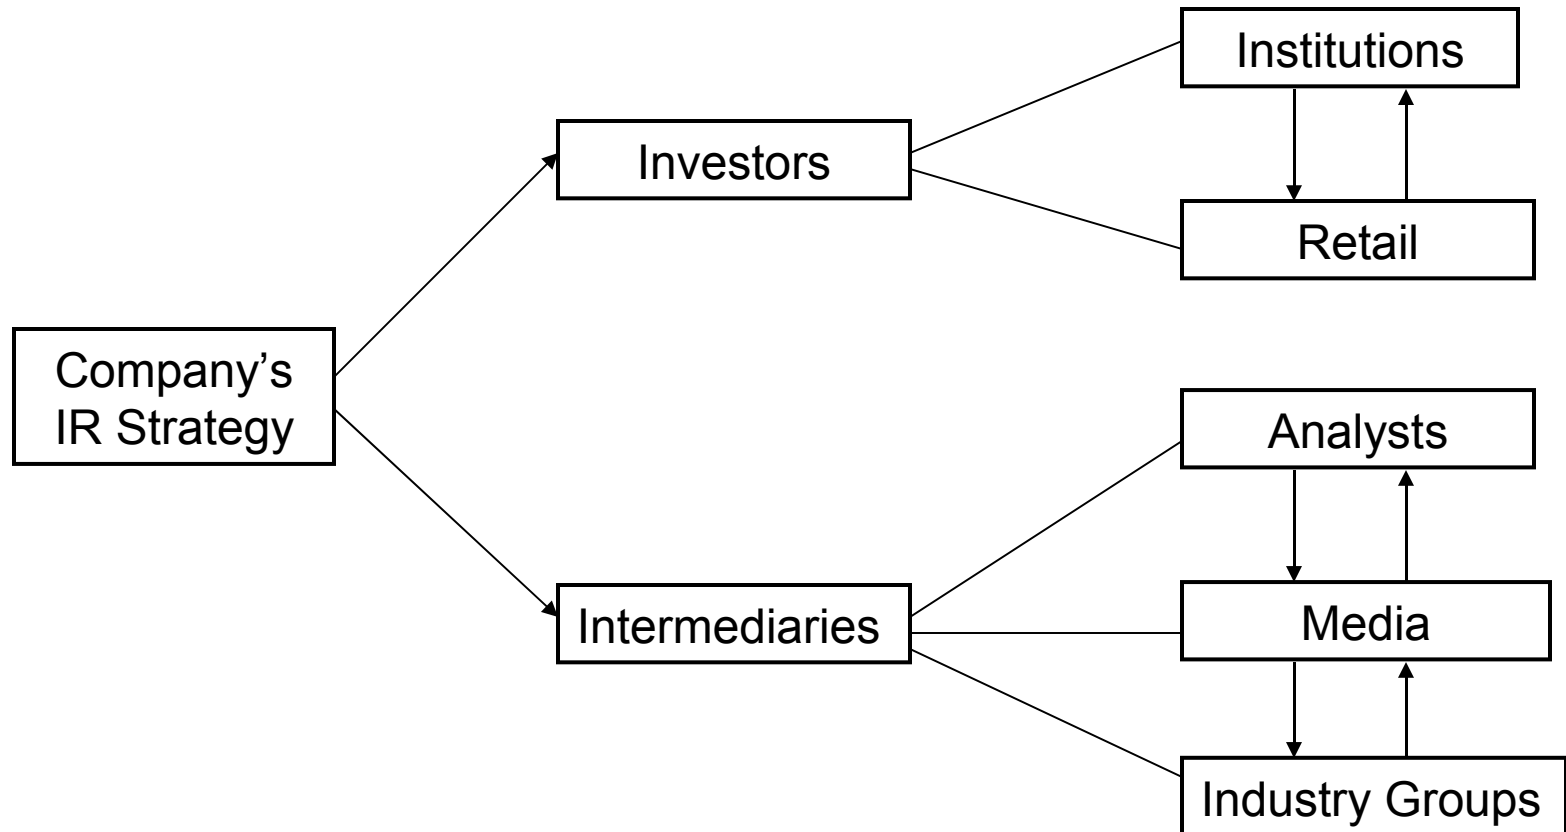 Institutions
Investors
Retail
Company’s
IR Strategy
Analysts
Intermediaries
Media
Industry Groups